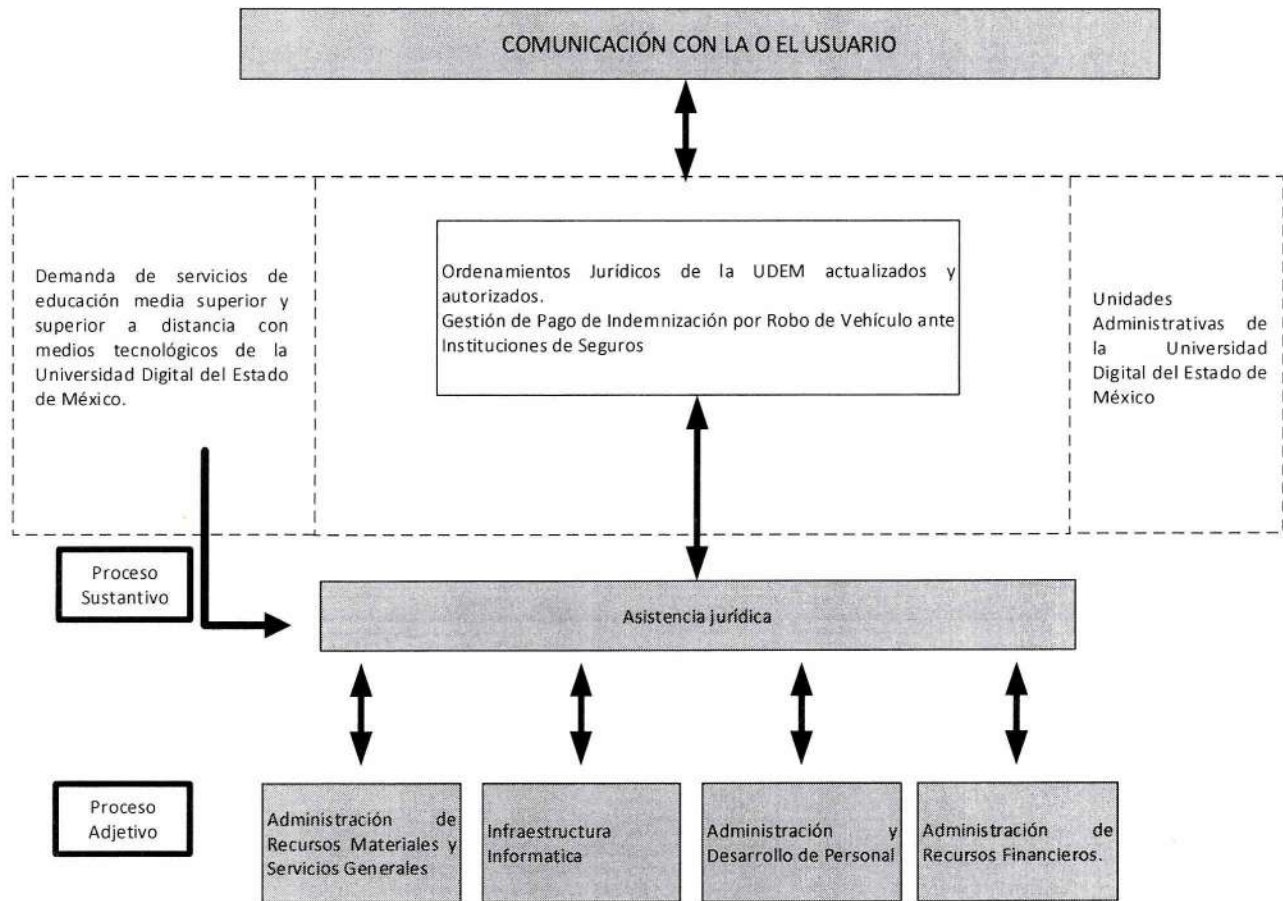 COMUNICACIÓN CON LA O EL USUARIO
Demanda de servicios de
educación media superior y
superior a distancia con
medios tecnológicos de la
Universidad Digital del Estado
de México.
Ordenamientos Jurídicos de la UDEM actualizados y
autorizados.
Gestión de Pago de Indemnización por Robo de Vehículo ante
Instituciones de Seguros
Unidades
Administrativas de
la Universidad
Digital del Estado de
México
Proceso
Sustantivo
Asistencia jurídica
Proceso
Adjetivo
Administración de
Recursos Materiales y
Servicios Generales
Infraestructura
Informatica
Administración y
Desarrollo de Personal
Administración de
Recursos Financieros.